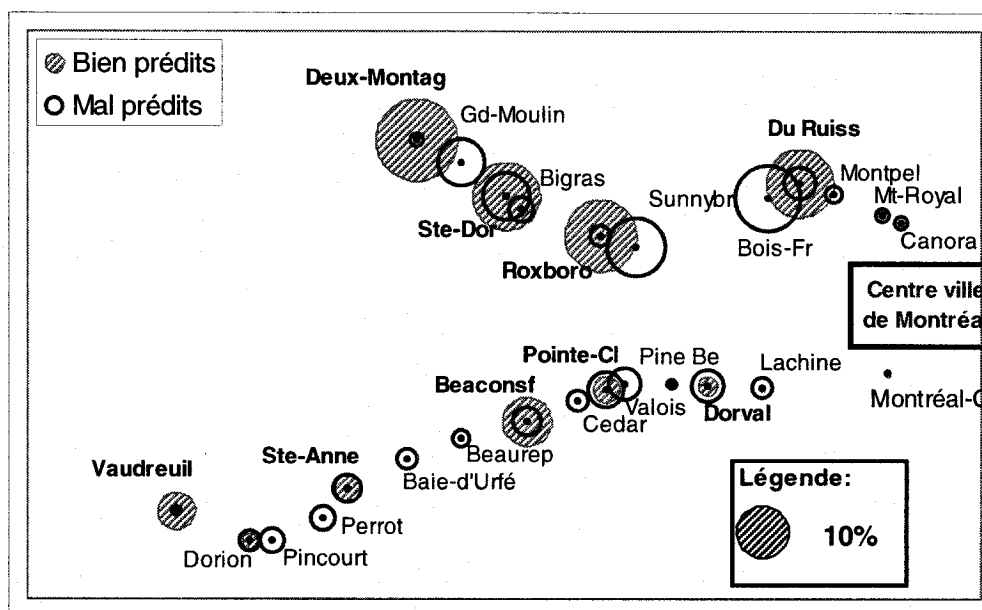 Bien prédits
Mal prédits
Deux-Montag
Gd-Moulin
Du Ruiss
Bigras
Sunnybr
Montpel
Mt-Royal
Ste-Dor
Bois-Fr
Canora
Roxboro
Centre ville
de Montréa
Pointe-Cl
Pine Be
Lachine
Beaconsf
Valois
Dorval
Montréal-C
Cedar
Beaurep
Ste-Anne
Baie-d'Urfé
Vaudreuil
Légende:
Perrot
10%
Dorion
Pincourt